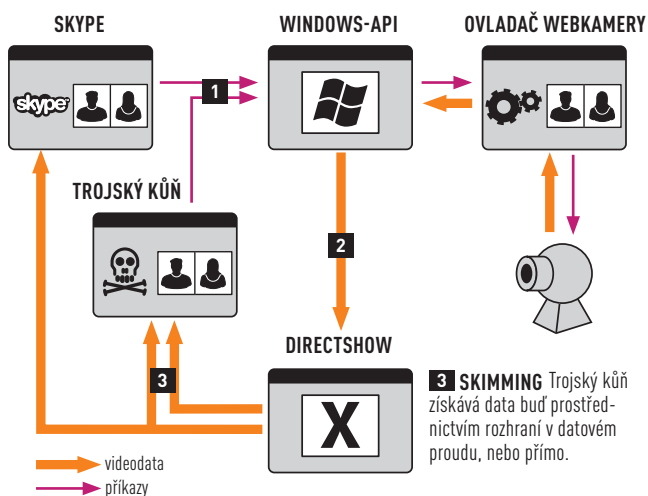 SKYPE
WINDOWS-API
OVLADAČ WEBKAMERY
skype
1
TROJSKÝ KŮŇ
2
DIRECTSHOW
3
X
3 SKIMMING Trojský kůň
získává data buď prostřed-
nictvím rozhraní v datovém
proudu, nebo přímo.
videodata
příkazy